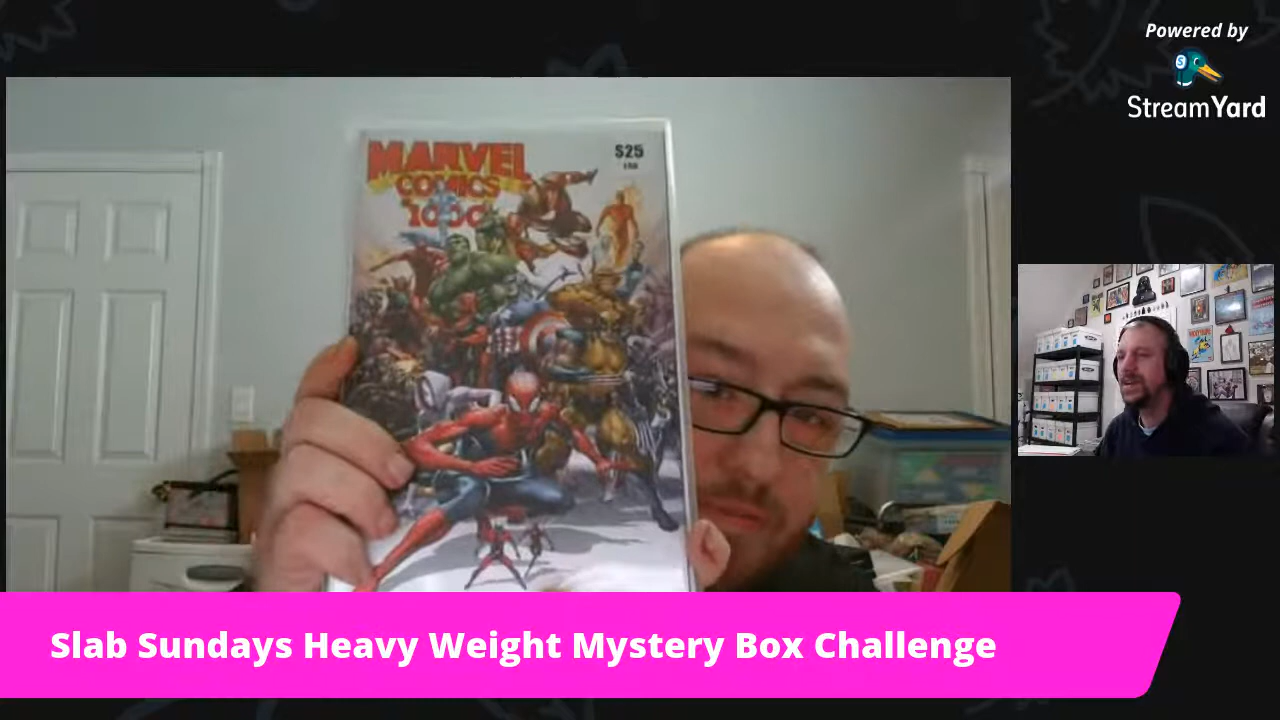 Powered by
StreamYard
MARVEL
COMICS
1000
$25
Slab Sundays Heavy Weight Mystery Box Challenge